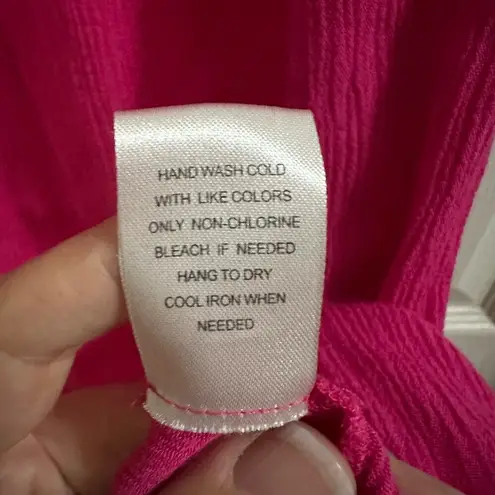 HAND WASH COLD
WITH LIKE COLORS
ONLY NON-CHLORINE
BLEACH IF NEEDED
HANG TO DRY
COOL IRON WHEN
NEEDED